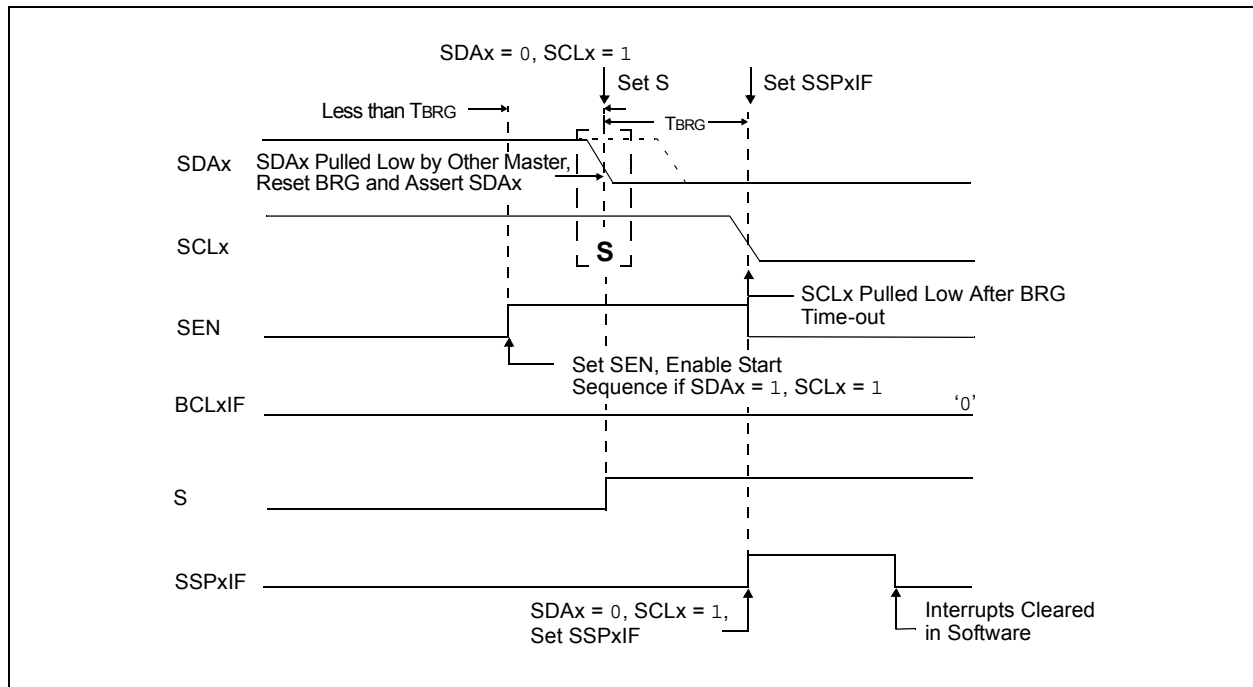 SDAx = 0, SCLx = 1
Set S
Set SSPxIF
Less than TBRG
TBRG
SDAx
SDAx Pulled Low by Other Master,
Reset BRG and Assert SDAx
SCLx
S
SCLx Pulled Low After BRG
Time-out
SEN
Set SEN, Enable Start
Sequence if SDAx = 1, SCLx = 1
BCLxIF
‘0’
S
SSPxIF
SDAx = 0, SCLx = 1,
Set SSPxIF
Interrupts Cleared
in Software